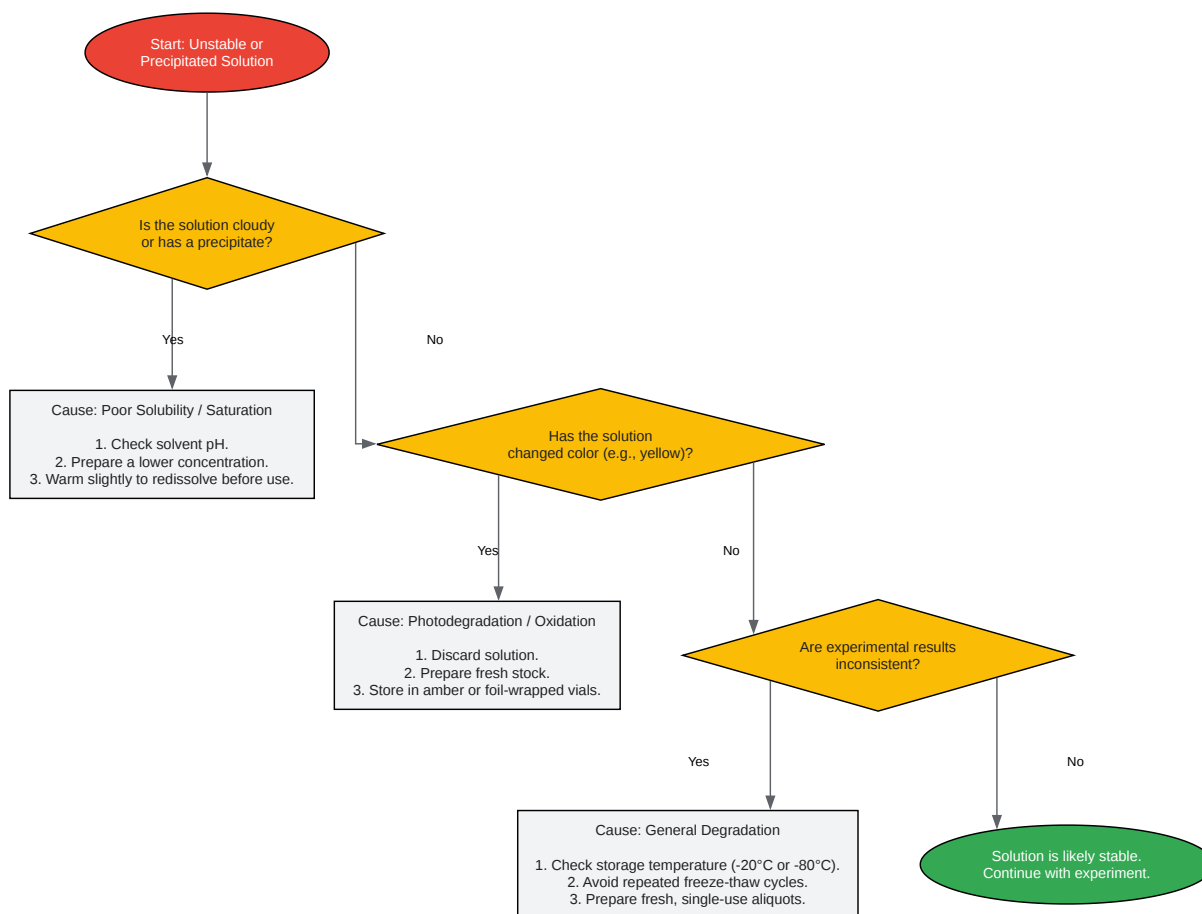 Start: Unstable or
Precipitated Solution
Is the solution cloudy
or has a precipitate?
Yes
No
Cause: Poor Solubility / Saturation
1. Check solvent pH.
2. Prepare a lower concentration.
3. Warm slightly to redissolve before use.
Has the solution
changed color (e.g., yellow)?
Yes
No
Cause: Photodegradation / Oxidation
1. Discard solution.
2. Prepare fresh stock.
3. Store in amber or foil-wrapped vials.
Are experimental results
inconsistent?
Yes
No
Cause: General Degradation
1. Check storage temperature (-20°C or -80°C).
2. Avoid repeated freeze-thaw cycles.
3. Prepare fresh, single-use aliquots.
Solution is likely stable.
Continue with experiment.